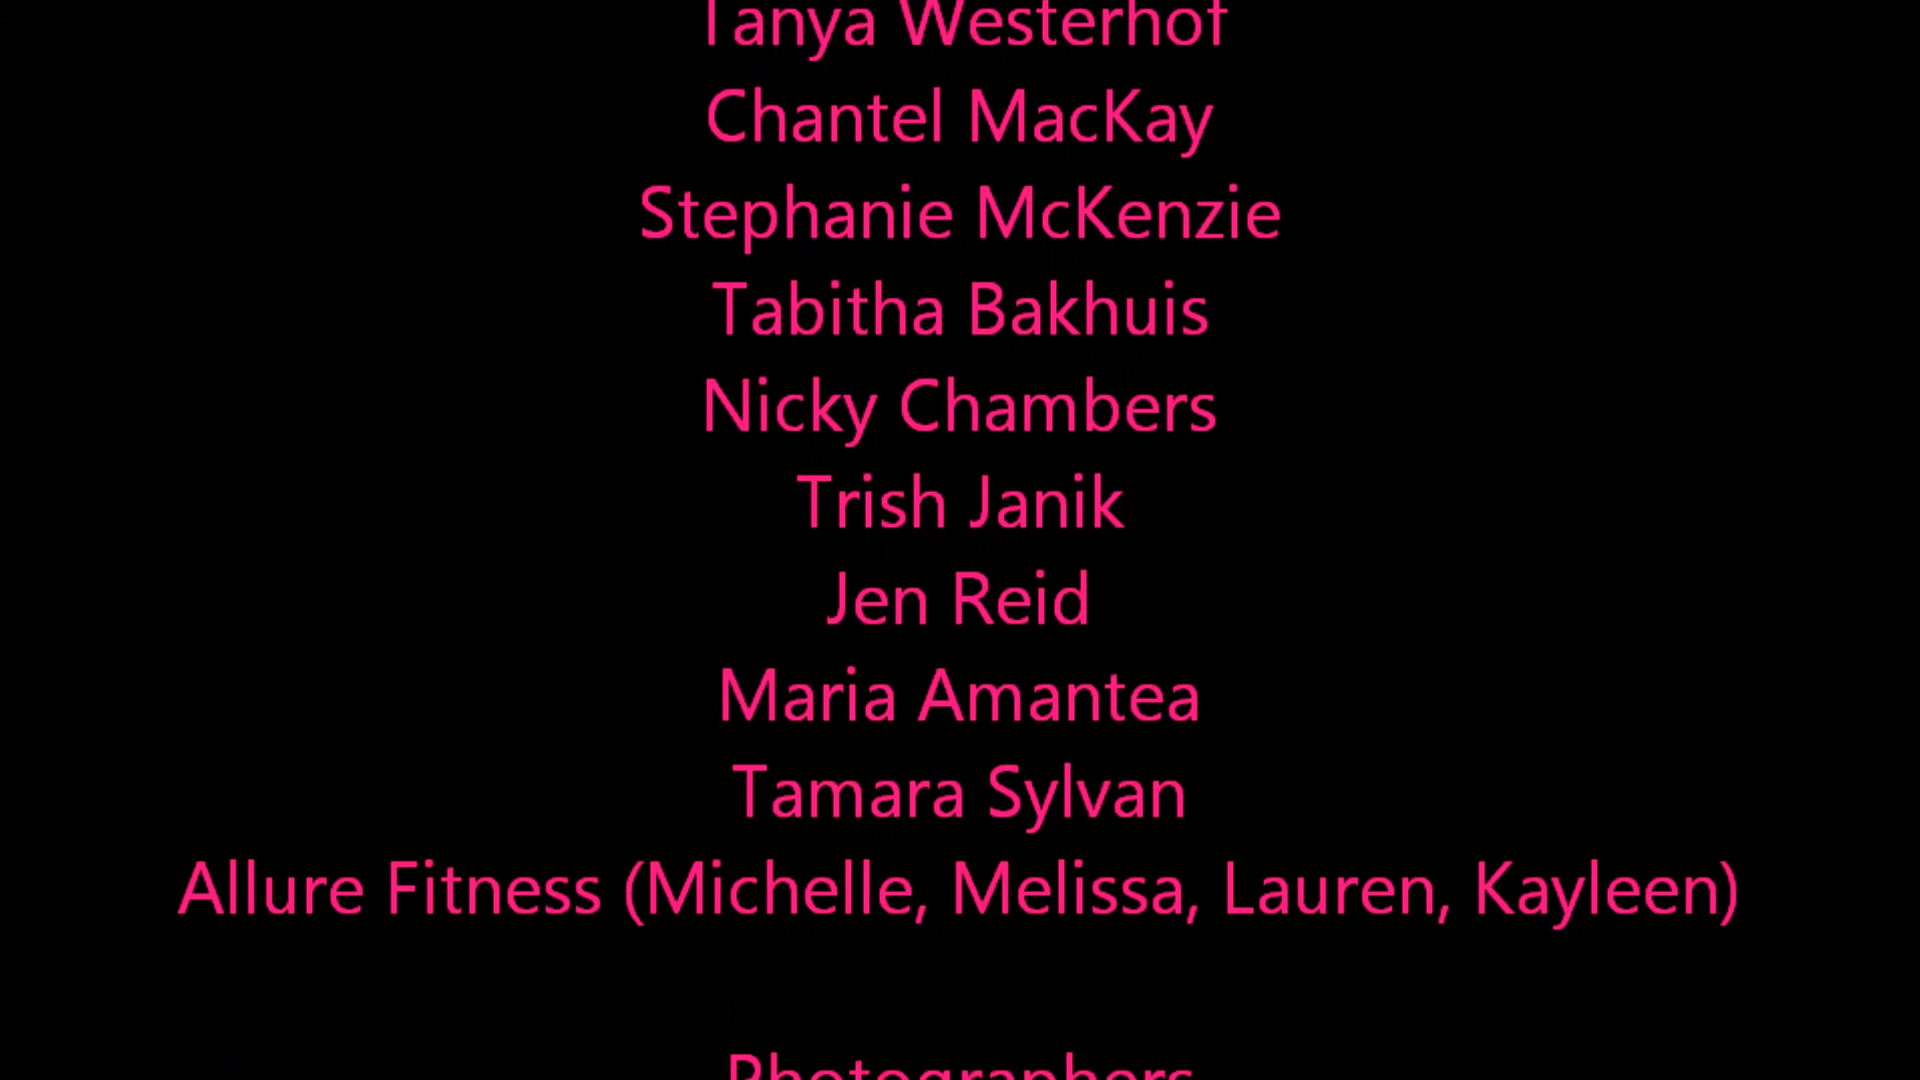 Tanya Westerhof
Chantel MacKay
Stephanie McKenzie
Tabitha Bakhuis
Nicky Chambers
Trish Janik
Jen Reid
Maria Amantea
Tamara Sylvan
Allure Fitness (Michelle, Melissa, Lauren, Kayleen)
Photographers